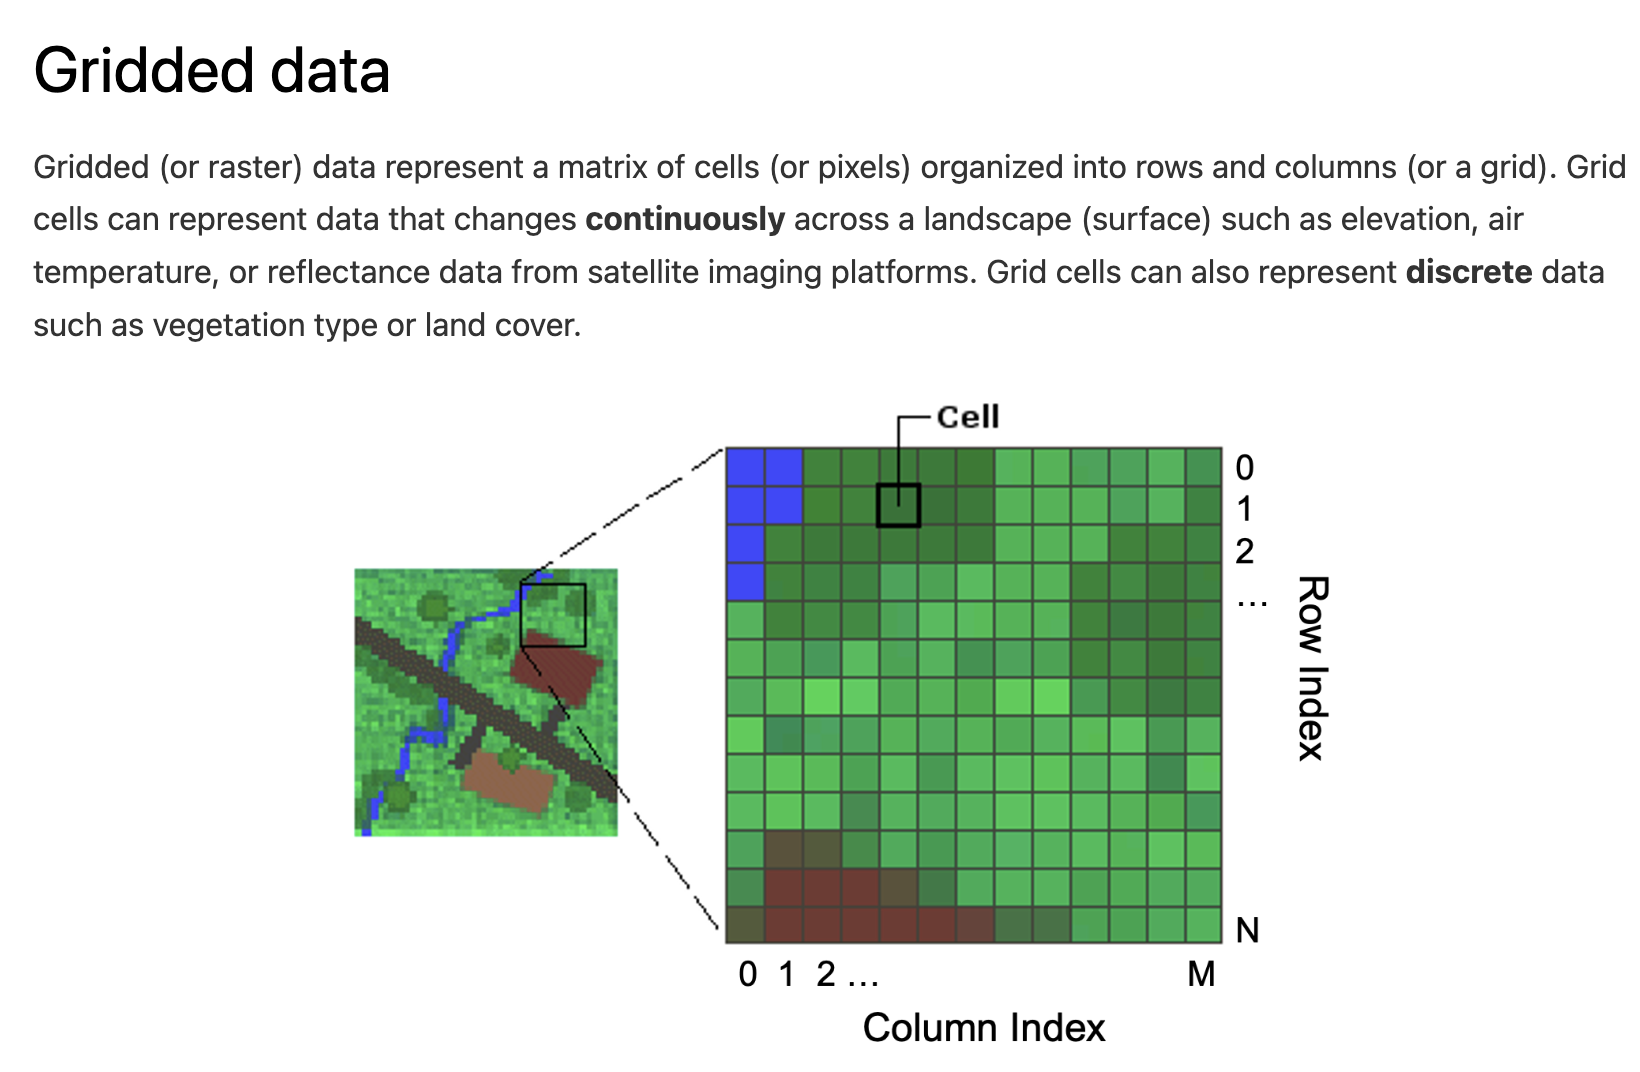 Gridded data
Gridded (or raster) data represent a matrix of cells (or pixels) organized into rows and columns (or a grid). Grid
cells can represent data that changes continuously across a landscape (surface) such as elevation, air
temperature, or reflectance data from satellite imaging platforms. Grid cells can also represent discrete data
such as vegetation type or land cover.
Cell
0
1
2
...
Row Index
N
0 1 2 ... M
Column Index